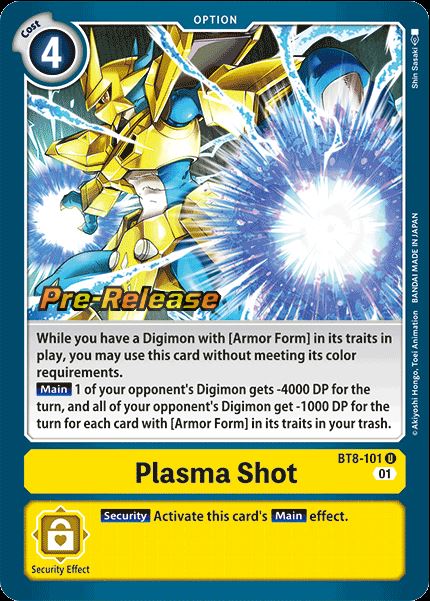 OPTION
Cost
4
Shin Sasaki
Pre-Release
©Akiyoshi Hongo, Toei Animation BANDAI MADE IN JAPAN
While you have a Digimon with [Armor Form] in its traits in
play, you may use this card without meeting its color
requirements.
Main 1 of your opponent's Digimon gets -4000 DP for the
turn, and all of your opponent's Digimon get -1000 DP for the
turn for each card with [Armor Form] in its traits in your trash.
BT8-101 U
Plasma Shot
01
Security Activate this card's Main effect.
Security Effect